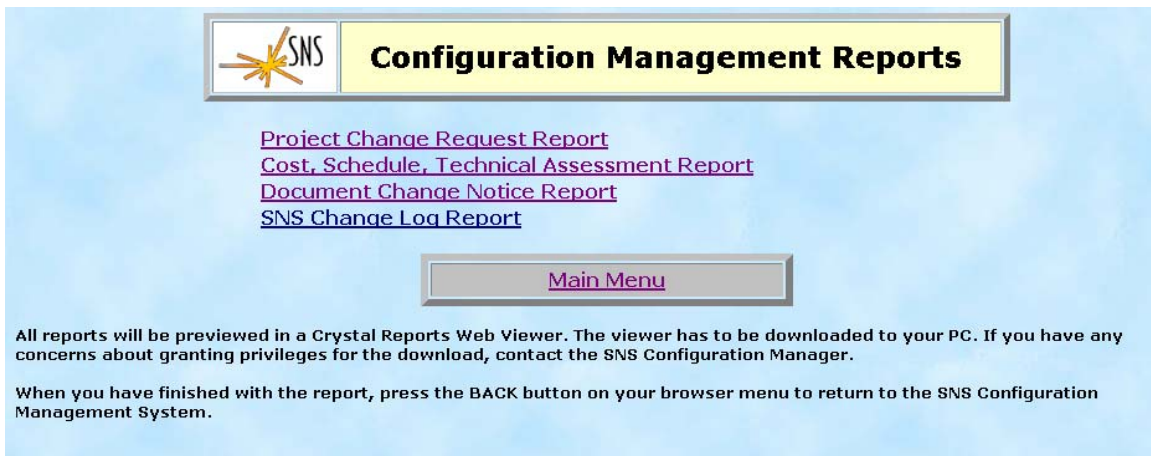 SNS
Configuration Management Reports
Project Change Request Report
Cost, Schedule, Technical Assessment Report
Document Change Notice Report
SNS Change Log Report
Main Menu
All reports will be previewed in a Crystal Reports Web Viewer. The viewer has to be downloaded to your PC. If you have any
concerns about granting privileges for the download, contact the SNS Configuration Manager.
When you have finished with the report, press the BACK button on your browser menu to return to the SNS Configuration
Management System.